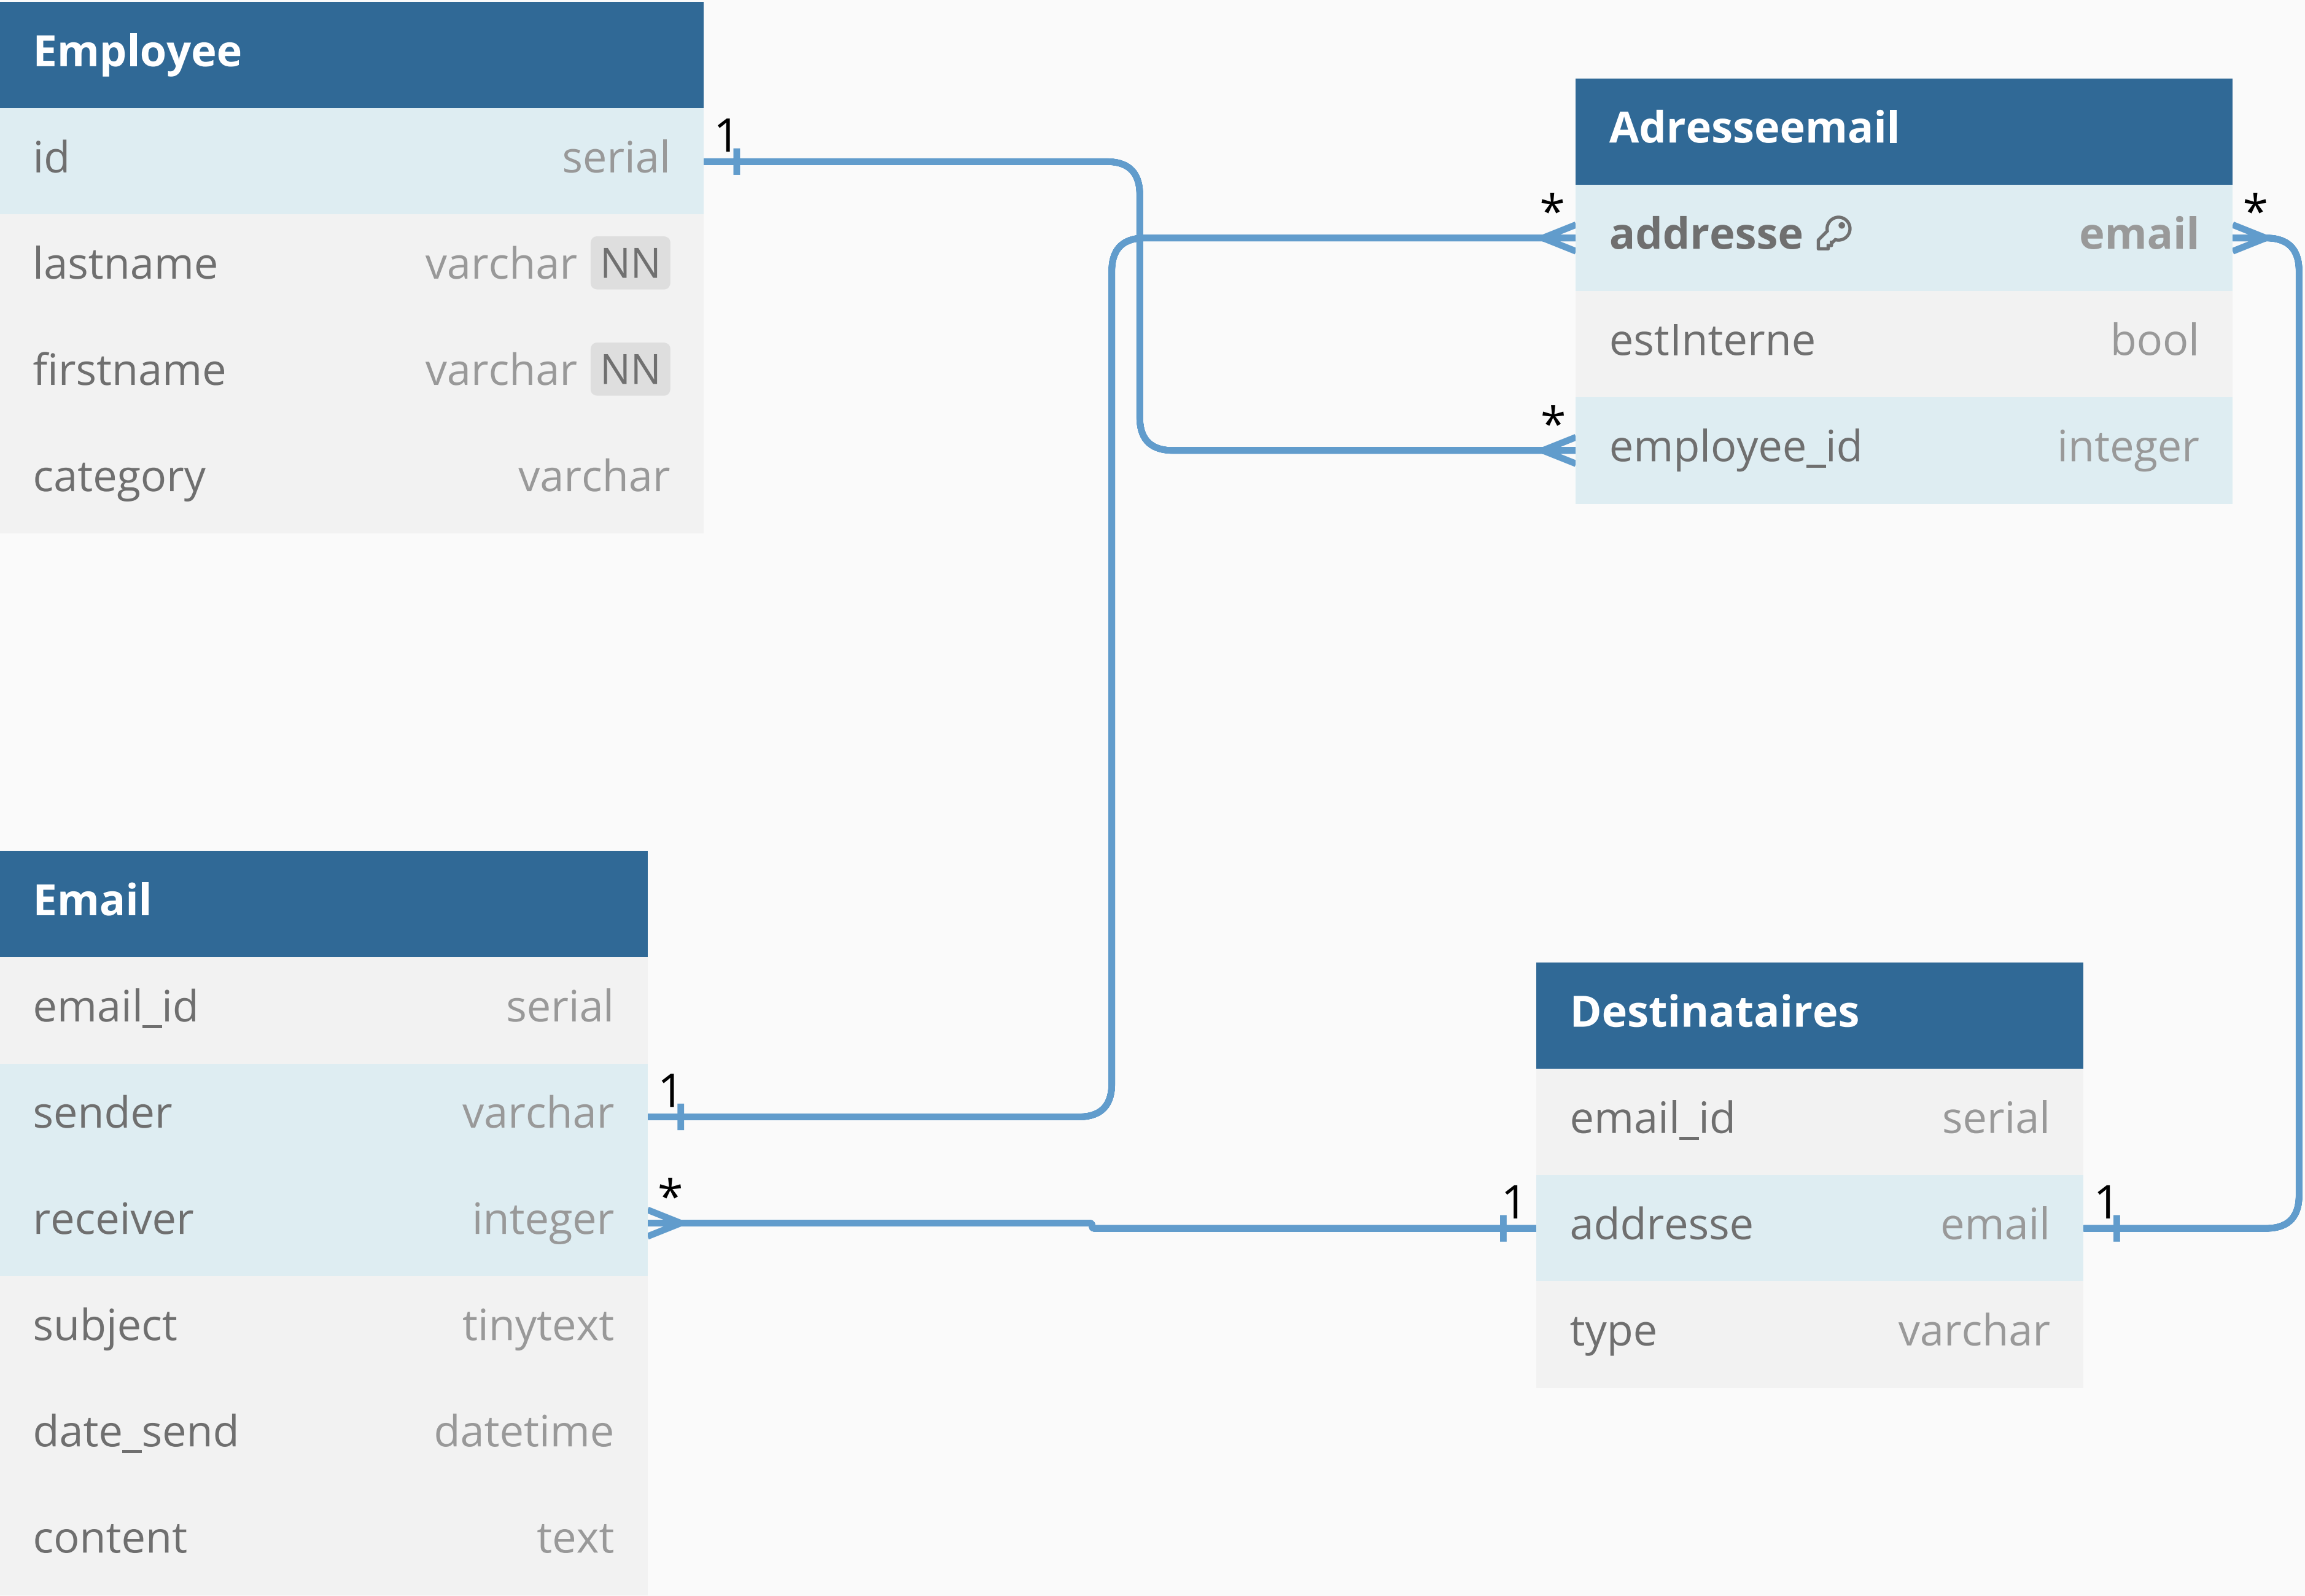 Employee
id serial
lastname varchar NN
firstname varchar NN
category varchar
1
*
*
*
Adresseemail
addresse email
estInterne bool
employee_id integer
Email
email_id serial
sender varchar
receiver integer
subject tinytext
date_send datetime
content text
1
*
1
1
Destinataires
email_id serial
addresse email
type varchar